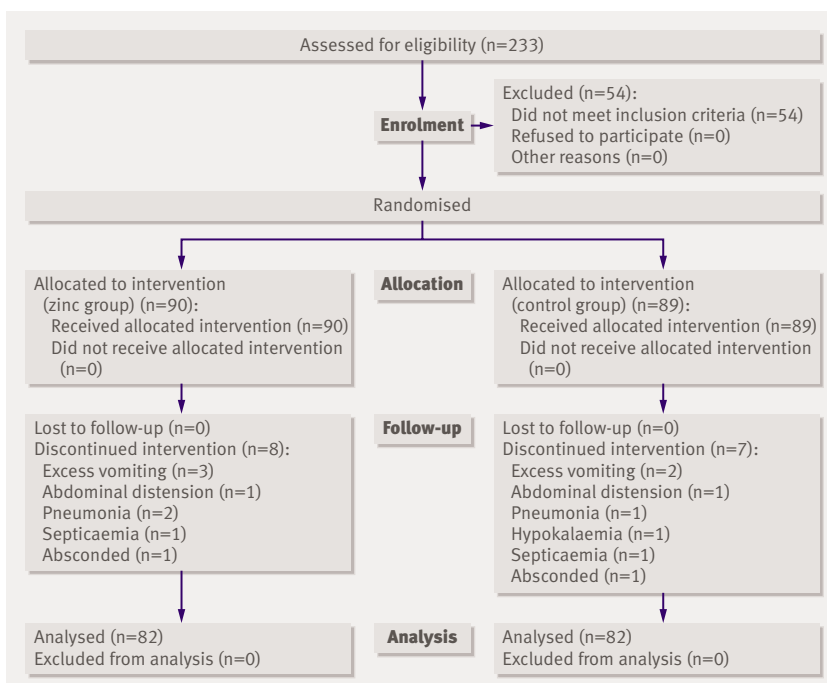 Assessed for eligibility (n=233)
Enrolment
Excluded (n=54):
Did not meet inclusion criteria (n=54)
Refused to participate (n=0)
Other reasons (n=0)
Randomised
Allocated to intervention
(zinc group) (n=90):
Received allocated intervention (n=90)
Did not receive allocated intervention
(n=0)
Allocation
Allocated to intervention
(control group) (n=89):
Received allocated intervention (n=89)
Did not receive allocated intervention
(n=0)
Lost to follow-up (n=0)
Discontinued intervention (n=8):
Excess vomiting (n=3)
Abdominal distension (n=1)
Pneumonia (n=2)
Septicaemia (n=1)
Absconded (n=1)
Follow-up
Lost to follow-up (n=0)
Discontinued intervention (n=7):
Excess vomiting (n=2)
Abdominal distension (n=1)
Pneumonia (n=1)
Hypokalaemia (n=1)
Septicaemia (n=1)
Absconded (n=1)
Analysed (n=82)
Excluded from analysis (n=0)
Analysis
Analysed (n=82)
Excluded from analysis (n=0)